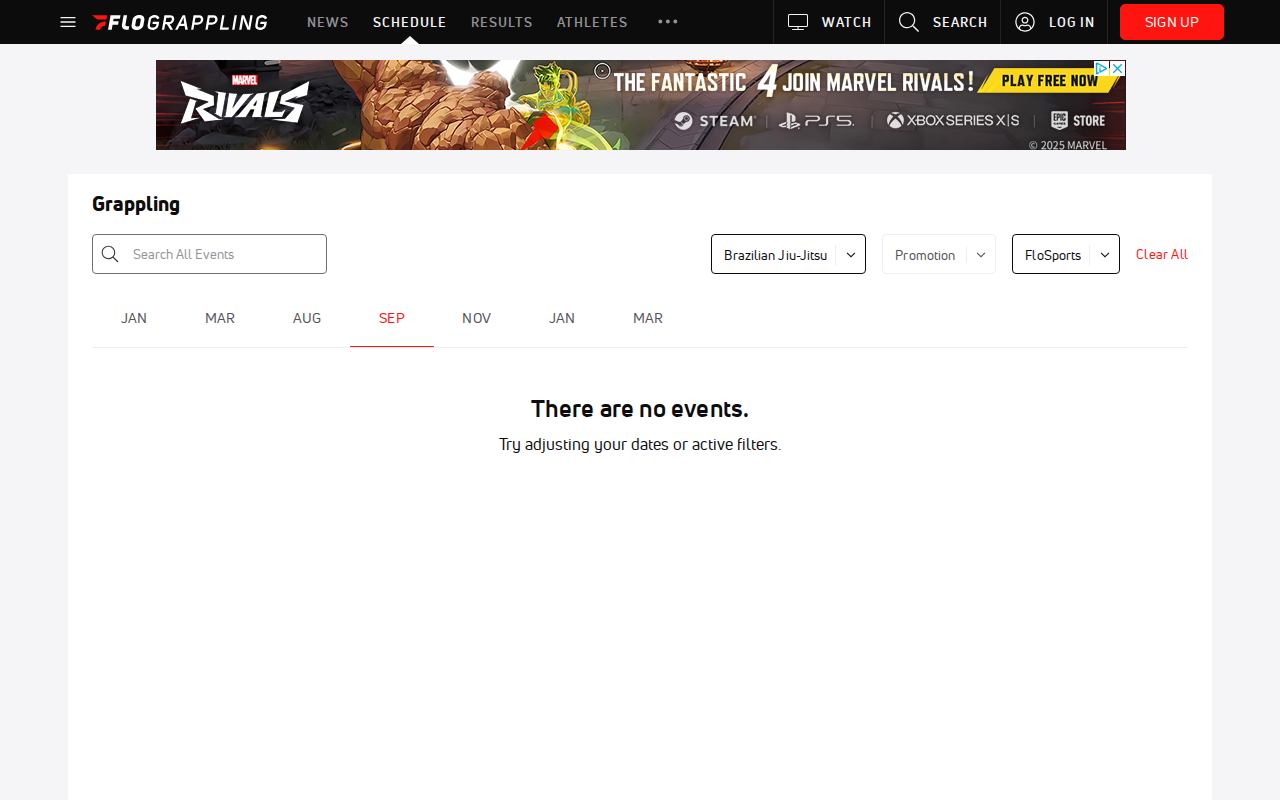 FLOGRAPPLING
NEWS
SCHEDULE
RESULTS
ATHLETES
WATCH
SEARCH
LOG IN
SIGN UP
MARVEL
RIVALS
THE FANTASTIC 4 JOIN MARVEL RIVALS!
PLAY FREE NOW
STEAM
PS5
XBOX SERIES X|S
EPIC GAMES STORE
© 2025 MARVEL
Grappling
Search All Events
Brazilian Jiu-Jitsu
Promotion
FloSports
Clear All
JAN
MAR
AUG
SEP
NOV
JAN
MAR
There are no events.
Try adjusting your dates or active filters.